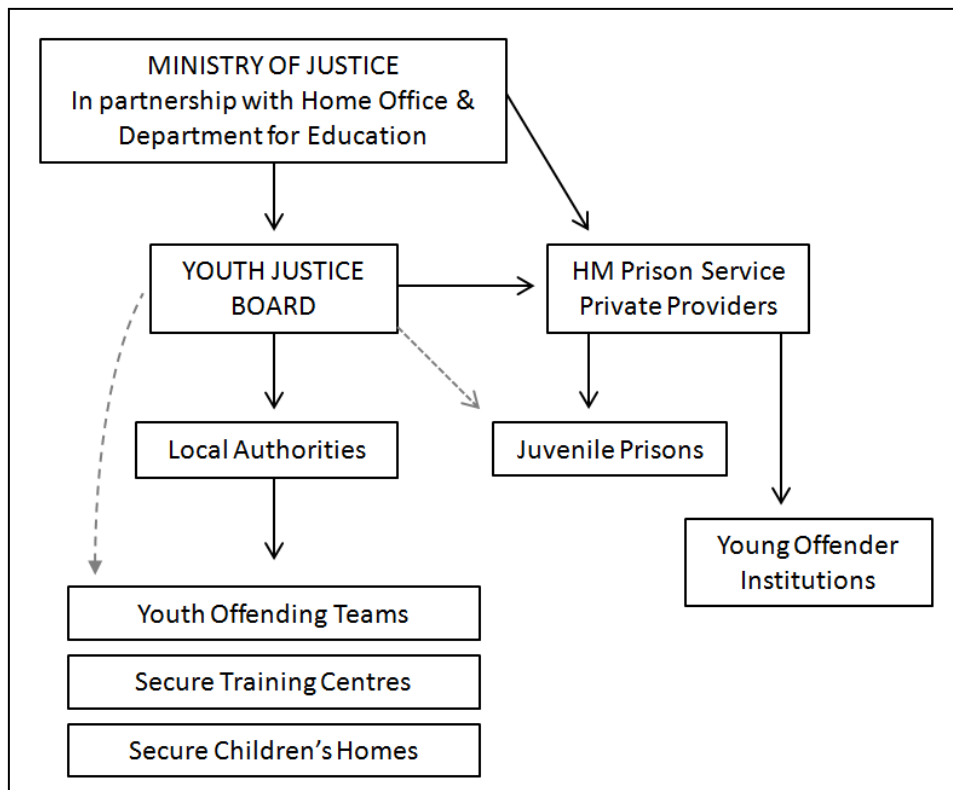 MINISTRY OF JUSTICE
In partnership with Home Office &
Department for Education
YOUTH JUSTICE
BOARD
HM Prison Service
Private Providers
Local Authorities
Juvenile Prisons
Young Offender
Institutions
Youth Offending Teams
Secure Training Centres
Secure Children’s Homes